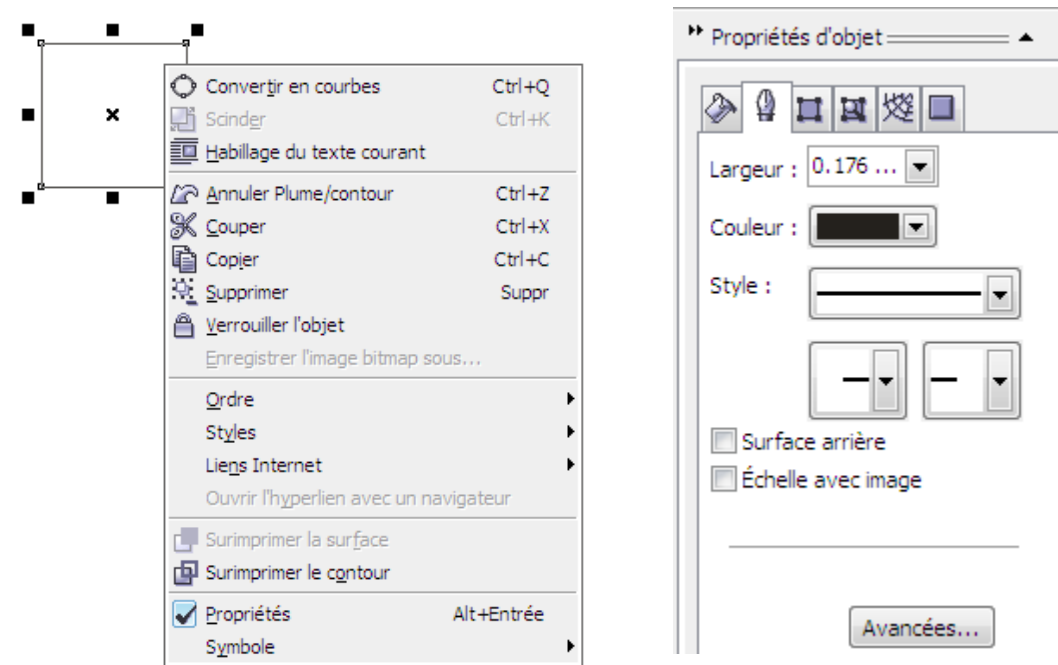 Convertir en courbes Ctrl+Q
Scinder Ctrl+K
Habillage du texte courant
Annuler Plume/contour Ctrl+Z
Couper Ctrl+X
Copier Ctrl+C
Supprimer Suppr
Verrouiller l'objet
Enregistrer l'image bitmap sous...
Ordre
Styles
Liens Internet
Ouvrir l'hyperlien avec un navigateur
Surimprimer la surface
Surimprimer le contour
Propriétés Alt+Entrée
Symbole
Propriétés d'objet
Largeur : 0.176 ...
Couleur :
Style :
Surface arrière
Échelle avec image
Avancées...